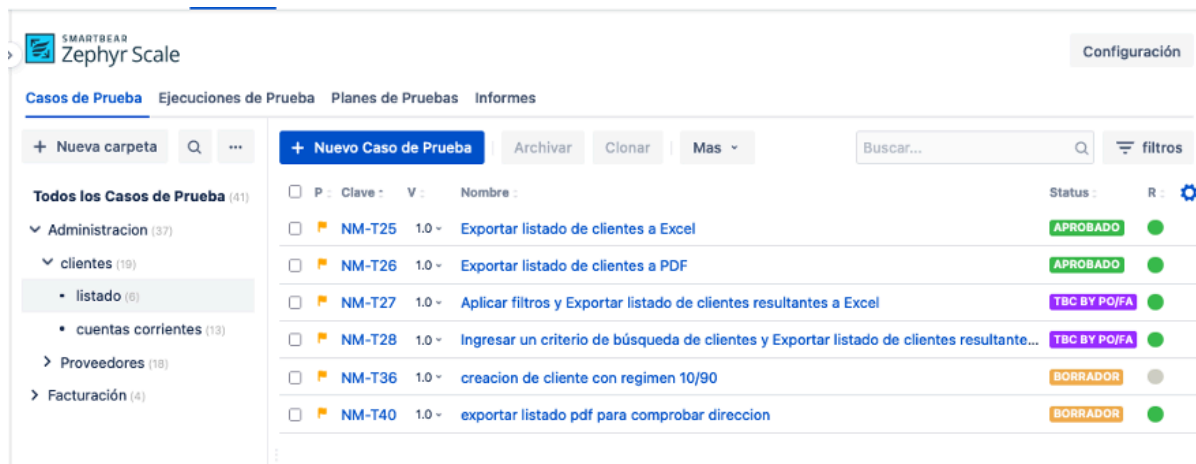 SMARTBEAR
Zephyr Scale
Configuración
Casos de Prueba Ejecuciones de Prueba Planes de Pruebas Informes
+ Nueva carpeta ...
+ Nuevo Caso de Prueba Archivar Clonar Mas Buscar... filtros
Todos los Casos de Prueba (41)
Administracion (37)
clientes (19)
listado (6)
cuentas corrientes (13)
Proveedores (18)
Facturación (4)
P Clave V Nombre Status R
NM-T25 1.0 Exportar listado de clientes a Excel APROBADO
NM-T26 1.0 Exportar listado de clientes a PDF APROBADO
NM-T27 1.0 Aplicar filtros y Exportar listado de clientes resultantes a Excel TBC BY PO/FA
NM-T28 1.0 Ingresar un criterio de búsqueda de clientes y Exportar listado de clientes resultante... TBC BY PO/FA
NM-T36 1.0 creacion de cliente con regimen 10/90 BORRADOR
NM-T40 1.0 exportar listado pdf para comprobar direccion BORRADOR